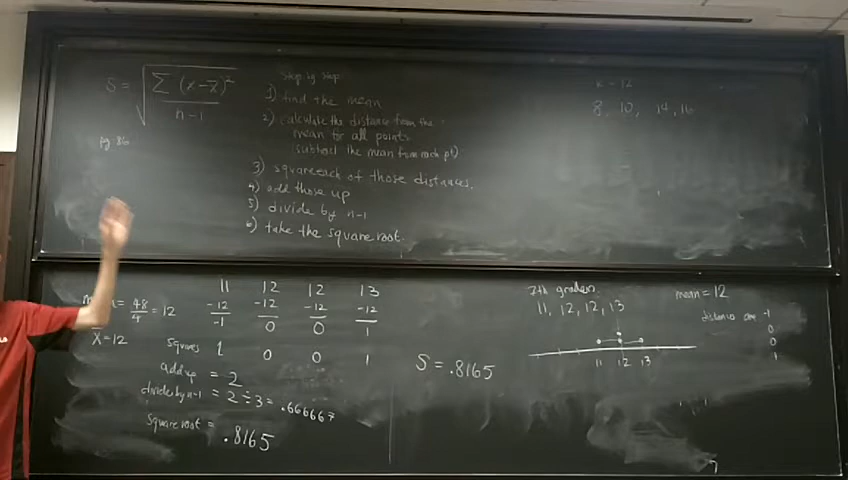 S = √ Σ (x-x̄)² / n-1
pg. 86
Step by step
1) find the mean
2) calculate the distance from the mean for all points
(subtract the mean from each pt)
3) square each of those distances.
4) add those up
5) divide by n-1
6) take the square root.
x - 12
8, 10, 14, 16
= 48/4 = 12
x̄ = 12
11 12 12 13
-12 -12 -12 -12
-1 0 0 1
squares 1 0 0 1
add up = 2
divide by n-1 = 2 ÷ 3 = .666667
square root = .8165
S = .8165
7th graders
11, 12, 12, 13
11 12 13
mean = 12
distances are -1
0
0
1